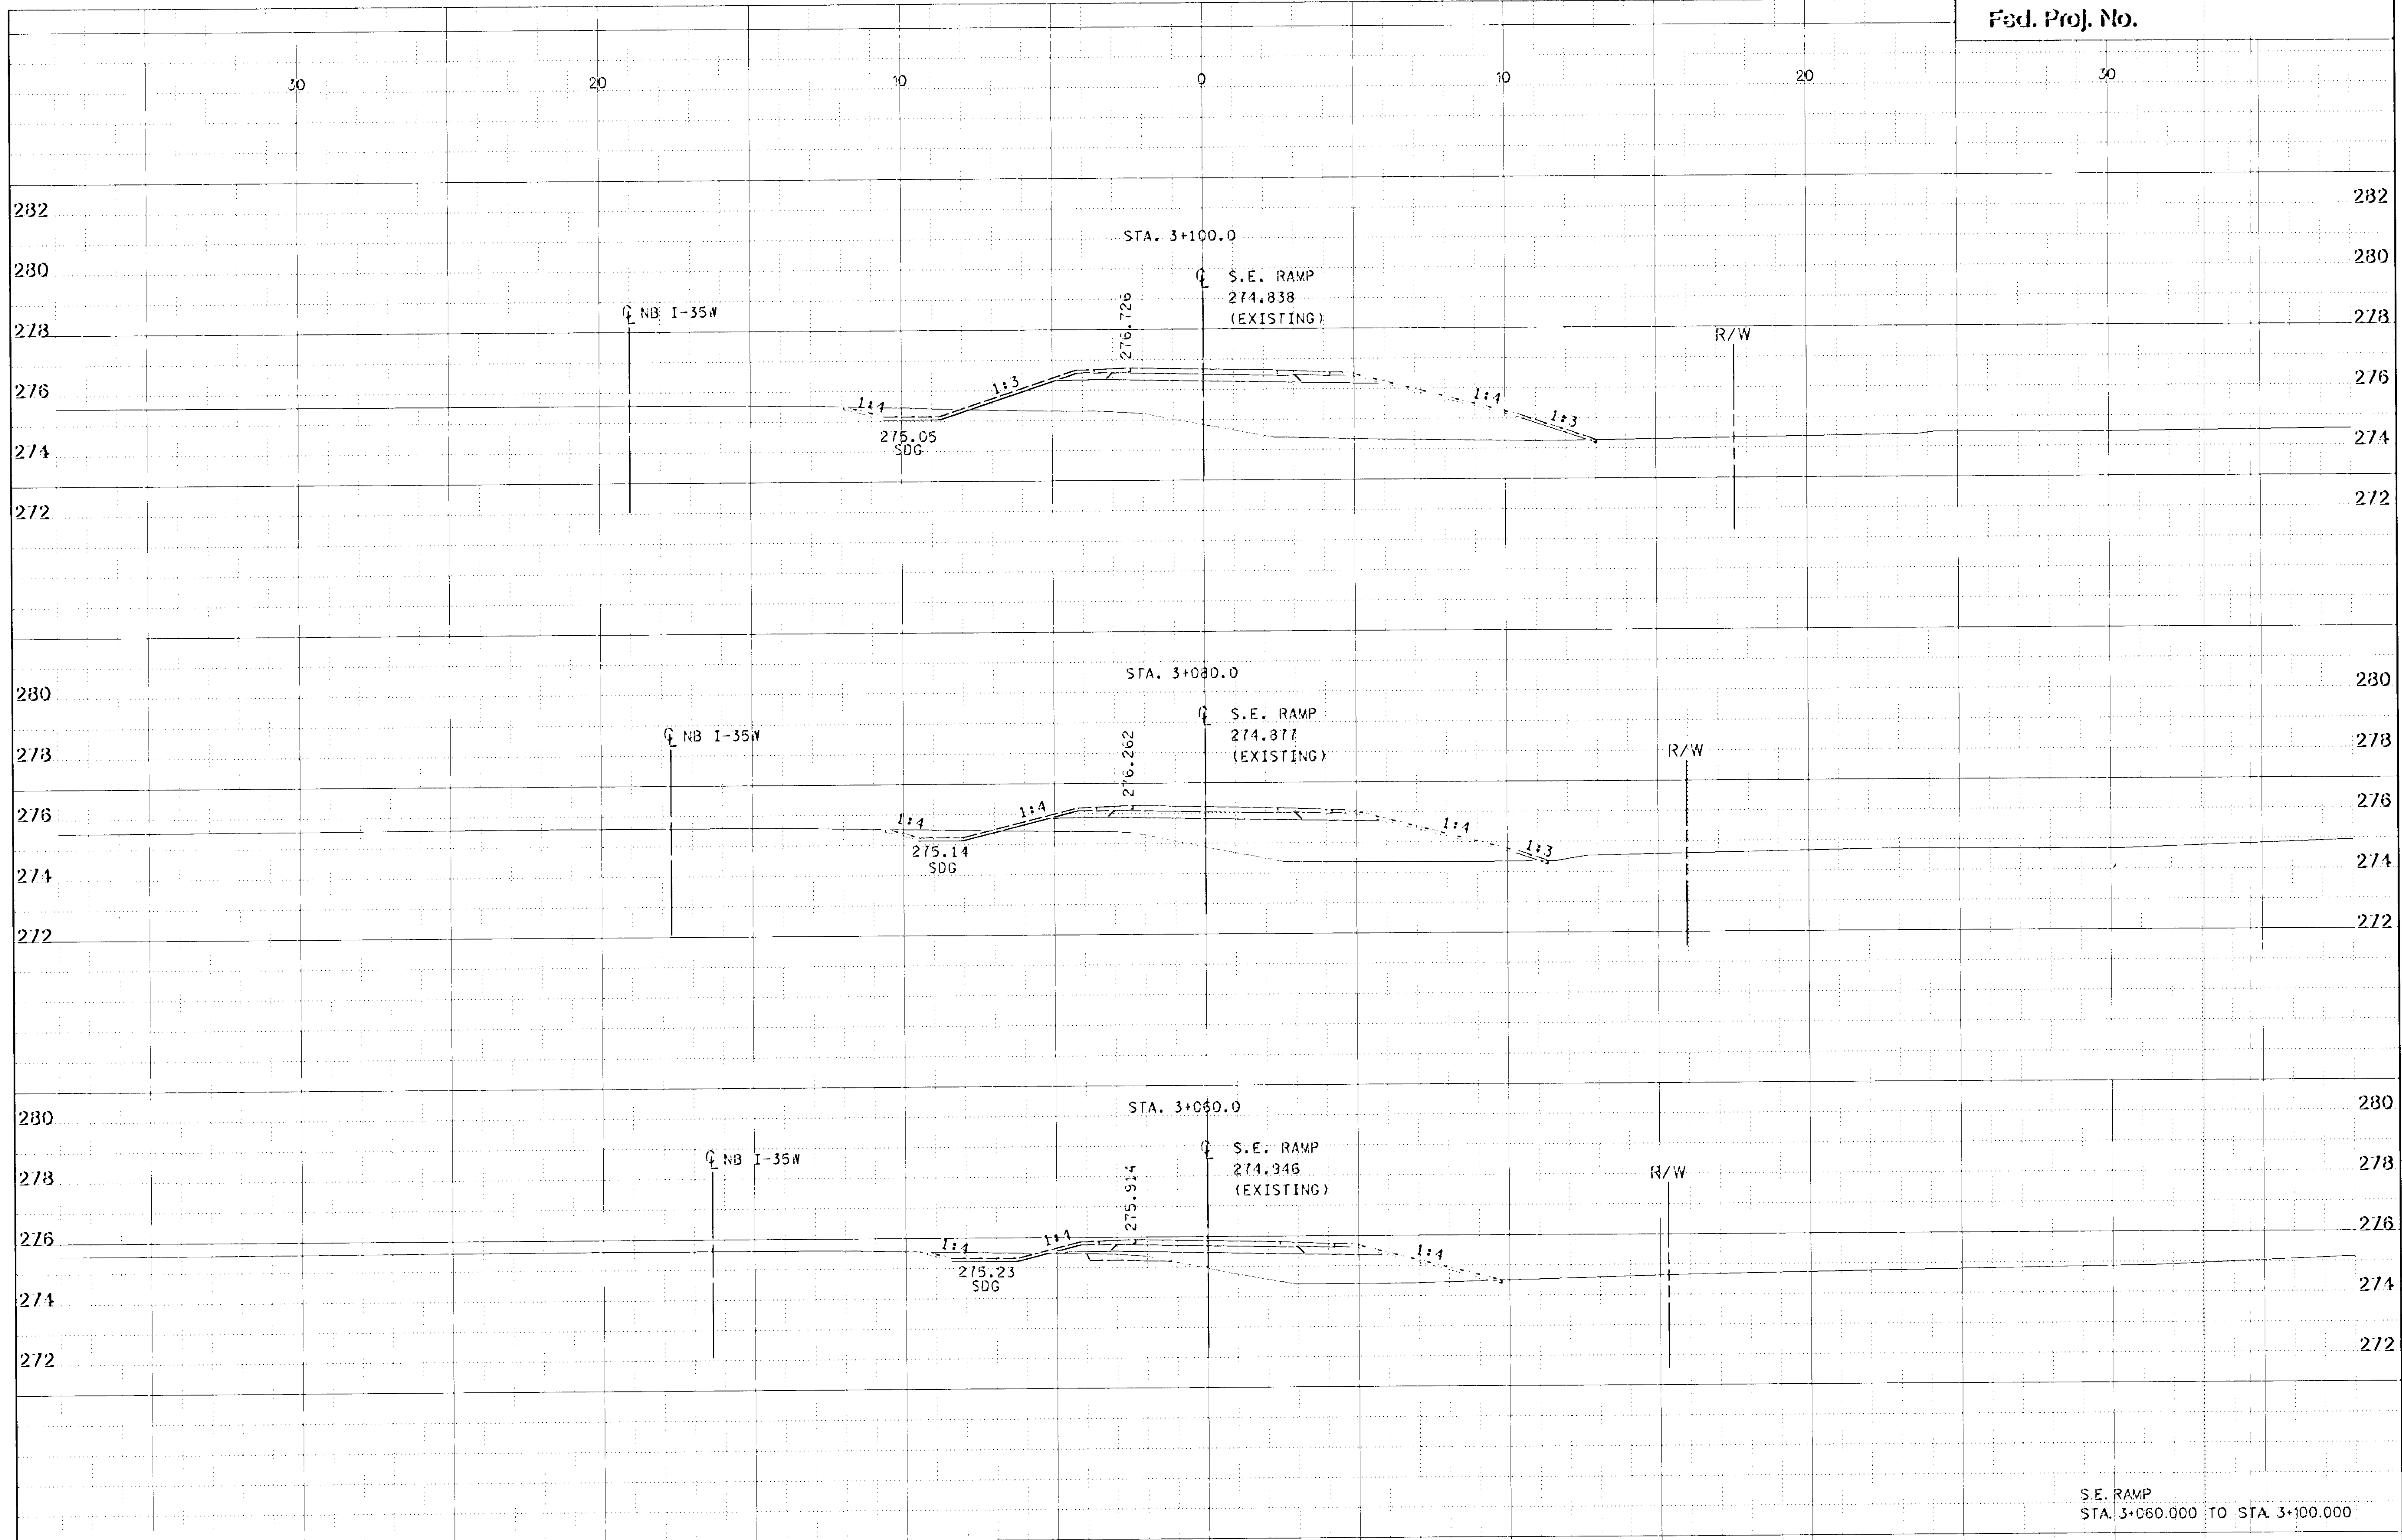 Fed. Proj. No.
30 20 10 0 10 20 30
282 282
STA. 3+100.0
280 280
℄ S.E. RAMP
274.838
(EXISTING)
276.726
℄ NB I-35W
278 278
R/W
276 276
1:3
1:4
1:4
1:3
275.05
SDG
274 274
272 272
STA. 3+080.0
280 280
℄ S.E. RAMP
274.877
(EXISTING)
276.262
℄ NB I-35W
278 278
R/W
276 276
1:4
1:4
1:4
1:3
275.14
SDG
274 274
272 272
STA. 3+060.0
280 280
℄ S.E. RAMP
274.946
(EXISTING)
275.914
℄ NB I-35W
278 278
R/W
276 276
1:4
1:4
1:4
275.23
SDG
274 274
272 272
S.E. RAMP
STA. 3+060.000 TO STA. 3+100.000